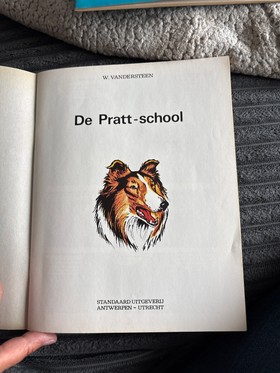 W. VANDERSTEEN
De Pratt-school
STANDAARD UITGEVERIJ
ANTWERPEN - UTRECHT